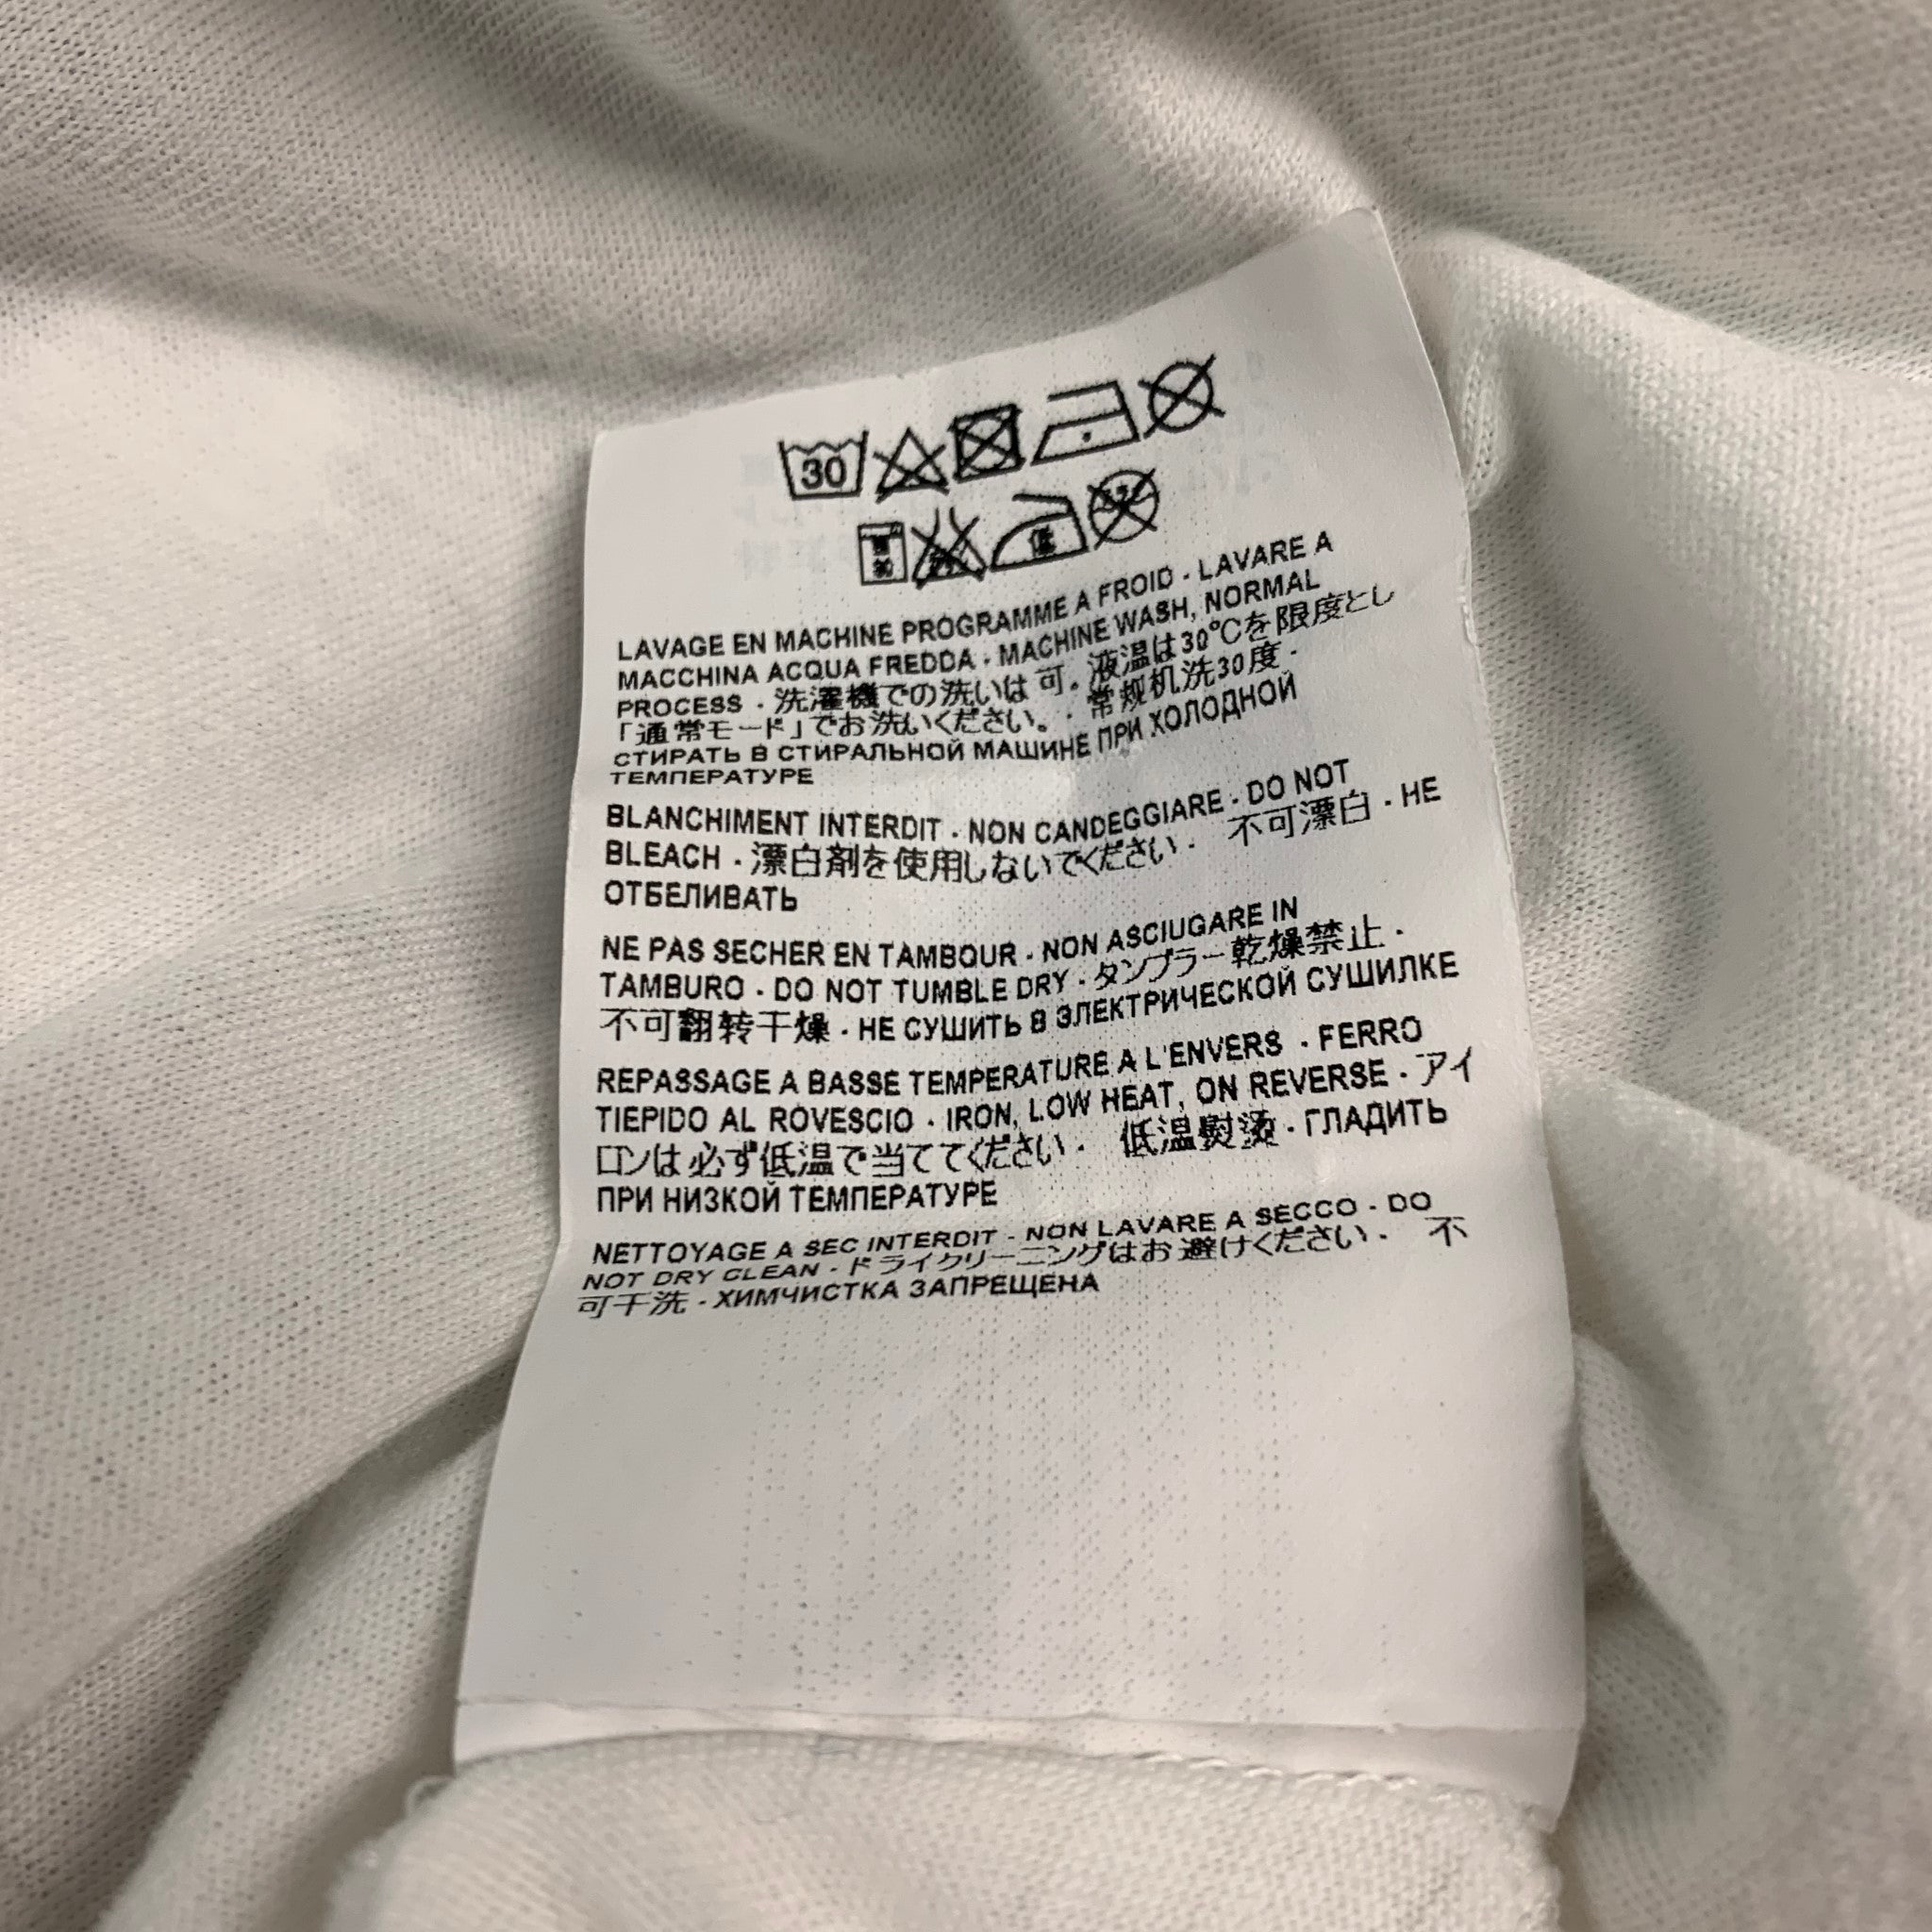 30
LAVAGE EN MACHINE PROGRAMME A FROID - LAVARE A
MACCHINA ACQUA FREDDA - MACHINE WASH, NORMAL
PROCESS - 洗濯機での洗いは 可。液温は30℃を限度とし
「通常モード」でお洗いください。 - 常规机洗30度 -
СТИРАТЬ В СТИРАЛЬНОЙ МАШИНЕ ПРИ ХОЛОДНОЙ
ТЕМПЕРАТУРЕ
BLANCHIMENT INTERDIT - NON CANDEGGIARE - DO NOT
BLEACH - 漂白剤を使用しないでください - 不可漂白 - НЕ
ОТБЕЛИВАТЬ
NE PAS SECHER EN TAMBOUR - NON ASCIUGARE IN
TAMBURO - DO NOT TUMBLE DRY - タンブラー乾燥禁止 -
不可翻转干燥 - НЕ СУШИТЬ В ЭЛЕКТРИЧЕСКОЙ СУШИЛКЕ
REPASSAGE A BASSE TEMPERATURE A L'ENVERS - FERRO
TIEPIDO AL ROVESCIO - IRON, LOW HEAT, ON REVERSE - アイ
ロンは必ず低温で当ててください - 低温熨烫 - ГЛАДИТЬ
ПРИ НИЗКОЙ ТЕМПЕРАТУРЕ
NETTOYAGE A SEC INTERDIT - NON LAVARE A SECCO - DO
NOT DRY CLEAN - ドライクリーニングはお避けください - 不
可干洗 - ХИМЧИСТКА ЗАПРЕЩЕНА